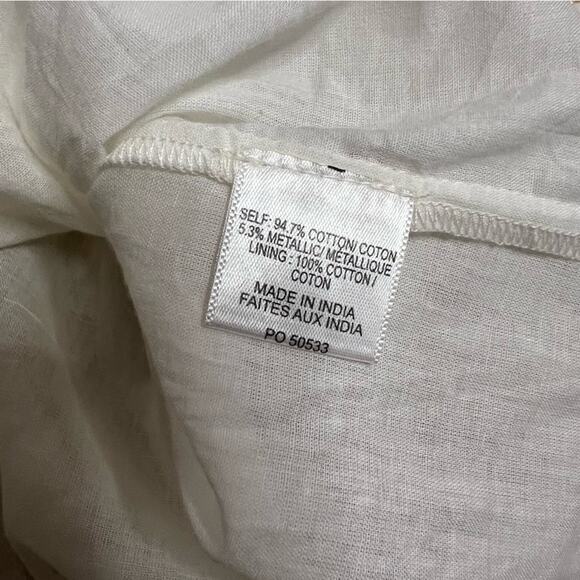 SELF: 94.7% COTTON/ COTON
5.3% METALLIC/ METALLIQUE
LINING : 100% COTTON /
COTON
MADE IN INDIA
FAITES AUX INDIA
PO 50533